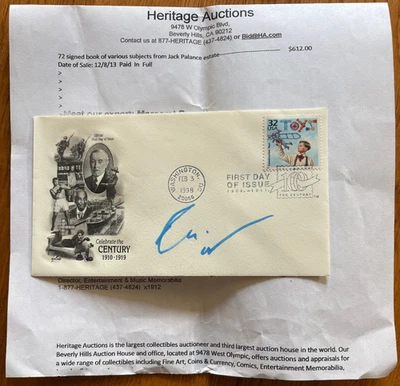 Heritage Auctions
9478 W Olympic Blvd,
Beverly Hills, CA 90212
Contact us at 877-HERITAGE (437-4824) or Bid@HA.com
72 signed book of various subjects from Jack Palance estate
$612.00
Date of Sale: 12/8/13 Paid In Full
>
>
>
32
USA
WASHINGTON, DC
FEB 3
1998
20066
FIRST DAY
OF ISSUE
Celebrate the
CENTURY
1910-1919
Director, Entertainment & Music Memorabilia
1-877-HERITAGE (437-4824) x1912
Heritage Auctions is the largest collectibles auctioneer and third largest auction house in the world. Our
Beverly Hills Auction House and office, located at 9478 West Olympic, offers auctions and appraisals for
a wide range of collectibles including Fine Art, Coins & Currency, Comics, Entertainment Memorabilia,